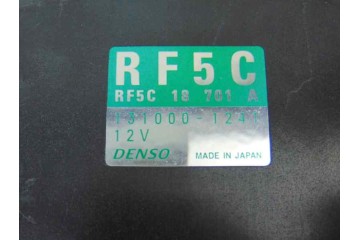 RF5C
RF5C 18 701 A
131000-1241
12V
DENSO MADE IN JAPAN